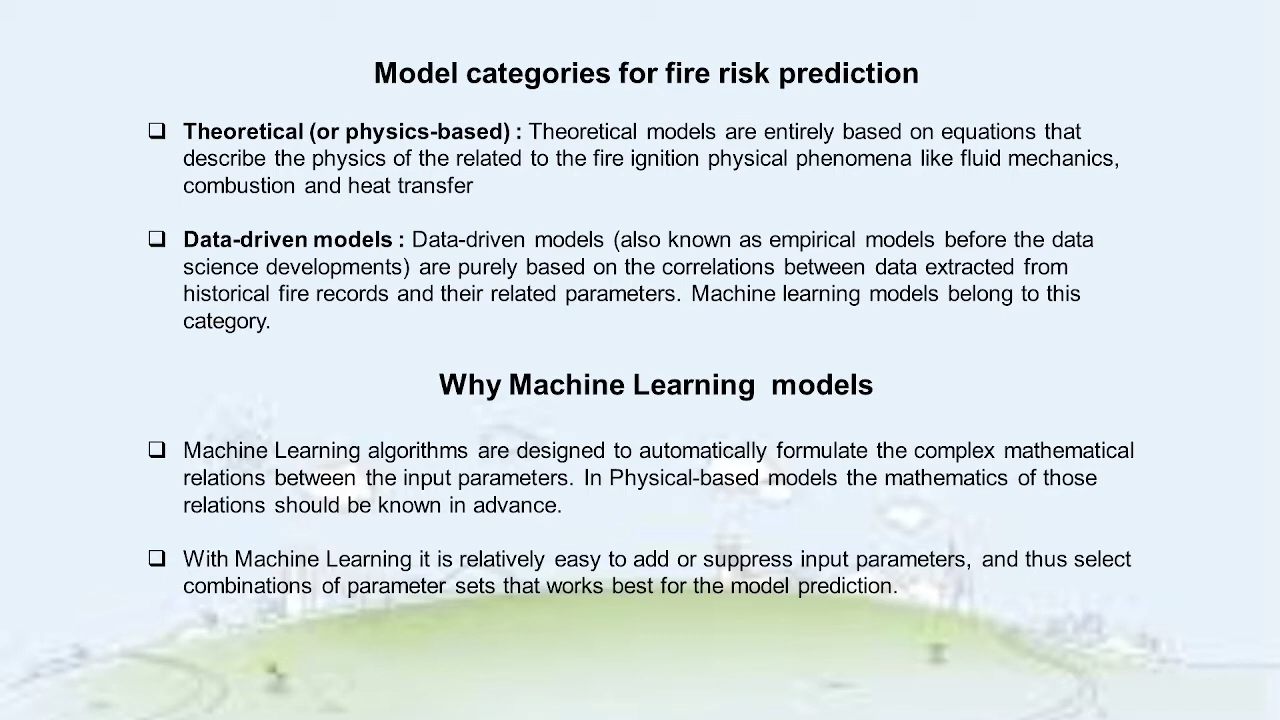 Model categories for fire risk prediction
❑ Theoretical (or physics-based) : Theoretical models are entirely based on equations that
describe the physics of the related to the fire ignition physical phenomena like fluid mechanics,
combustion and heat transfer
❑ Data-driven models : Data-driven models (also known as empirical models before the data
science developments) are purely based on the correlations between data extracted from
historical fire records and their related parameters. Machine learning models belong to this
category.
Why Machine Learning models
❑ Machine Learning algorithms are designed to automatically formulate the complex mathematical
relations between the input parameters. In Physical-based models the mathematics of those
relations should be known in advance.
❑ With Machine Learning it is relatively easy to add or suppress input parameters, and thus select
combinations of parameter sets that works best for the model prediction.